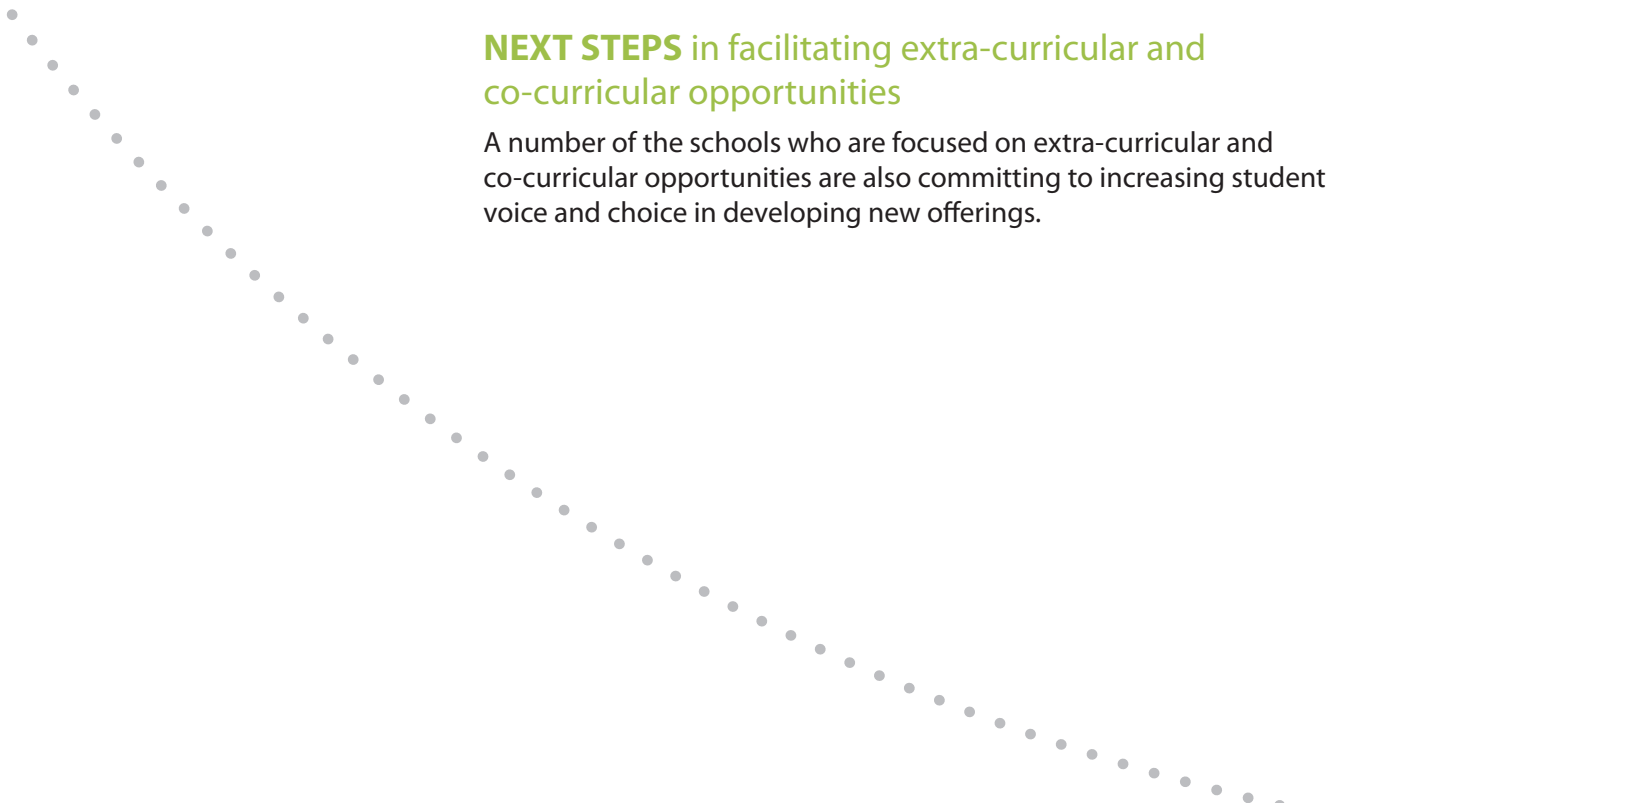 NEXT STEPS in facilitating extra-curricular and
co-curricular opportunities
A number of the schools who are focused on extra-curricular and
co-curricular opportunities are also committing to increasing student
voice and choice in developing new offerings.